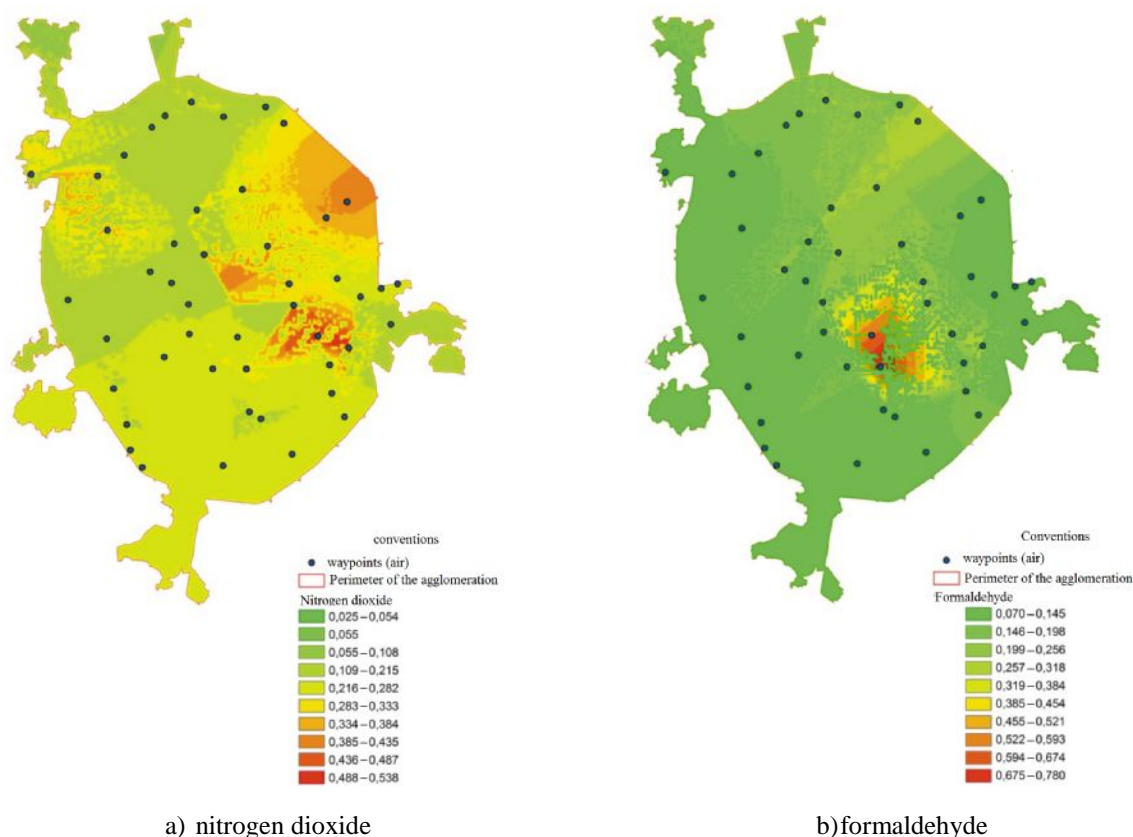 conventions
waypoints (air)
Perimeter of the agglomeration
Nitrogen dioxide
0,025–0,054
0,055
0,055–0,108
0,109–0,215
0,216–0,282
0,283–0,333
0,334–0,384
0,385–0,435
0,436–0,487
0,488–0,538
a) nitrogen dioxide
Conventions
waypoints (air)
Perimeter of the agglomeration
Formaldehyde
0,070–0,145
0,146–0,198
0,199–0,256
0,257–0,318
0,319–0,384
0,385–0,454
0,455–0,521
0,522–0,593
0,594–0,674
0,675–0,780
b)formaldehyde